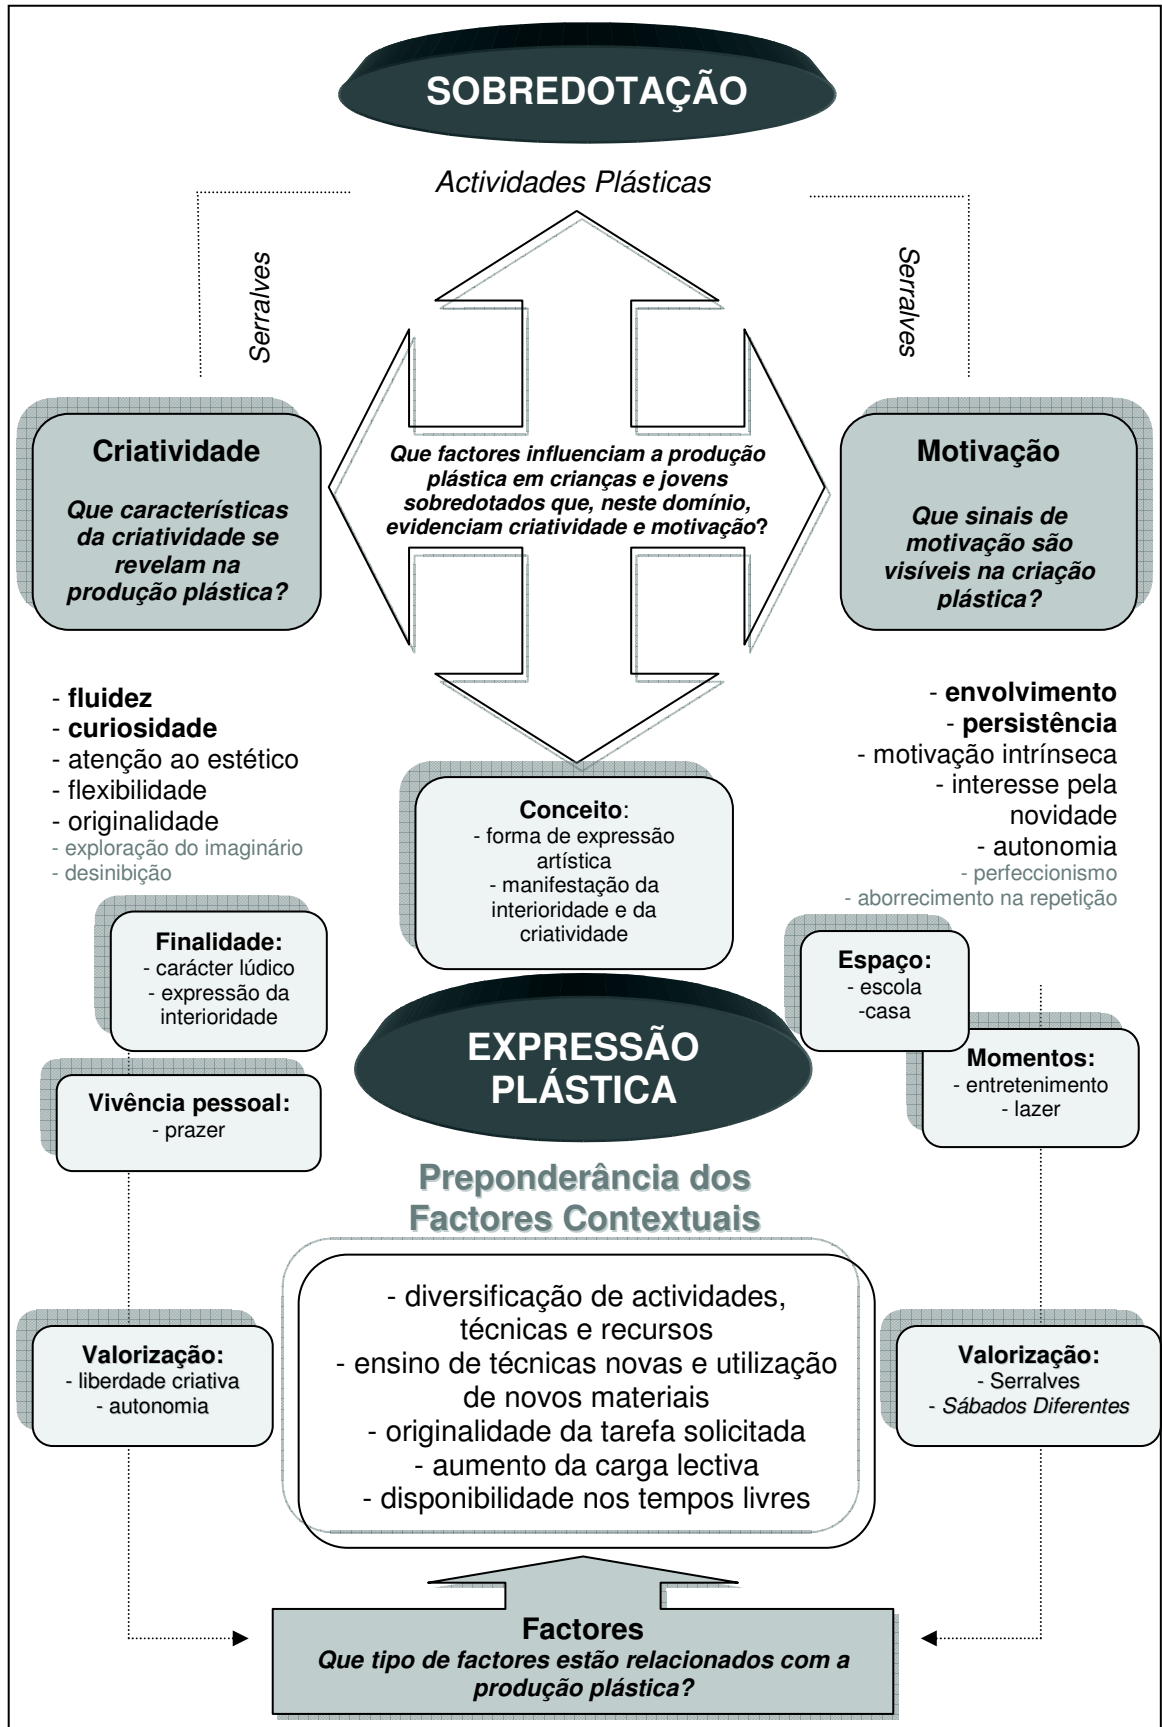 SOBREDOTAÇÃO
Actividades Plásticas
Serralves
Serralves
Criatividade
Que características
da criatividade se
revelam na
produção plástica?
Que factores influenciam a produção
plástica em crianças e jovens
sobredotados que, neste domínio,
evidenciam criatividade e motivação?
Motivação
Que sinais de
motivação são
visíveis na criação
plástica?
- fluidez
- curiosidade
- atenção ao estético
- flexibilidade
- originalidade
- exploração do imaginário
- desinibição
- envolvimento
- persistência
- motivação intrínseca
- interesse pela
novidade
- autonomia
- perfeccionismo
- aborrecimento na repetição
Conceito:
- forma de expressão
artística
- manifestação da
interioridade e da
criatividade
Finalidade:
- carácter lúdico
- expressão da
interioridade
Espaço:
- escola
-casa
EXPRESSÃO
PLÁSTICA
Vivência pessoal:
- prazer
Momentos:
- entretenimento
- lazer
Preponderância dos
Factores Contextuais
- diversificação de actividades,
técnicas e recursos
- ensino de técnicas novas e utilização
de novos materiais
- originalidade da tarefa solicitada
- aumento da carga lectiva
- disponibilidade nos tempos livres
Valorização:
- liberdade criativa
- autonomia
Valorização:
- Serralves
- Sábados Diferentes
Factores
Que tipo de factores estão relacionados com a
produção plástica?